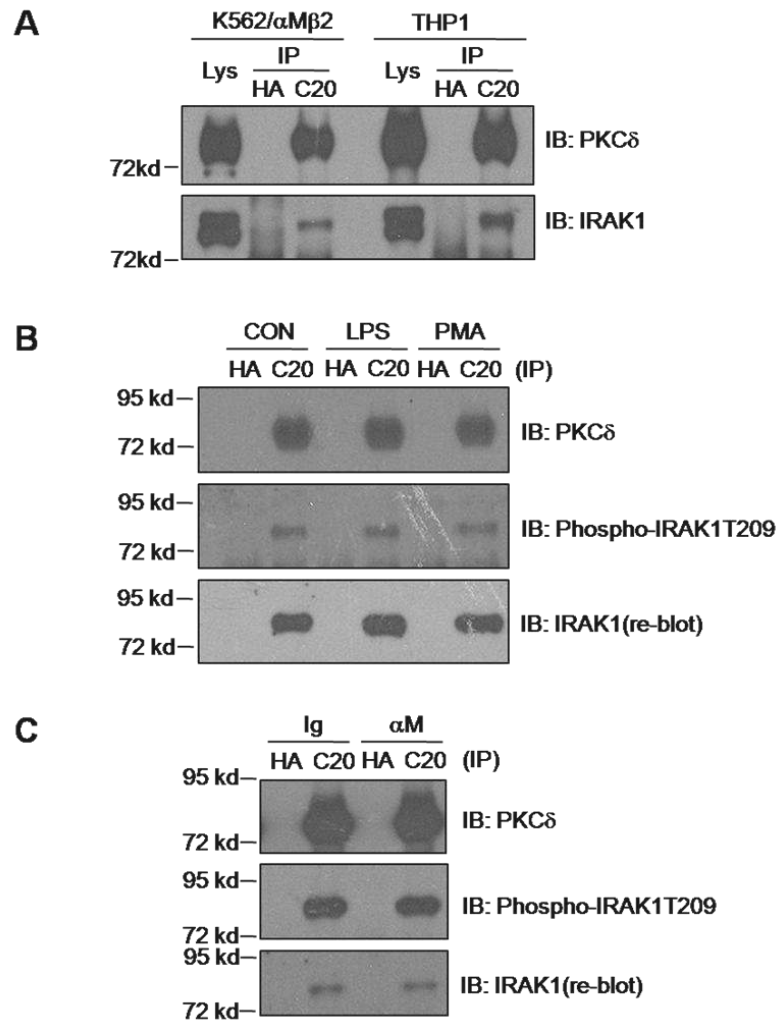 A
K562/αMβ2 THP1
IP IP
Lys HA C20 Lys HA C20
IB: PKCδ
72kd
IB: IRAK1
72kd
B
CON LPS PMA
HA C20 HA C20 HA C20 (IP)
95 kd
IB: PKCδ
72 kd
95 kd
IB: Phospho-IRAK1T209
72 kd
95 kd
IB: IRAK1(re-blot)
72 kd
C
Ig αM
HA C20 HA C20 (IP)
95 kd
IB: PKCδ
72 kd
95 kd
IB: Phospho-IRAK1T209
72 kd
95 kd
IB: IRAK1(re-blot)
72 kd